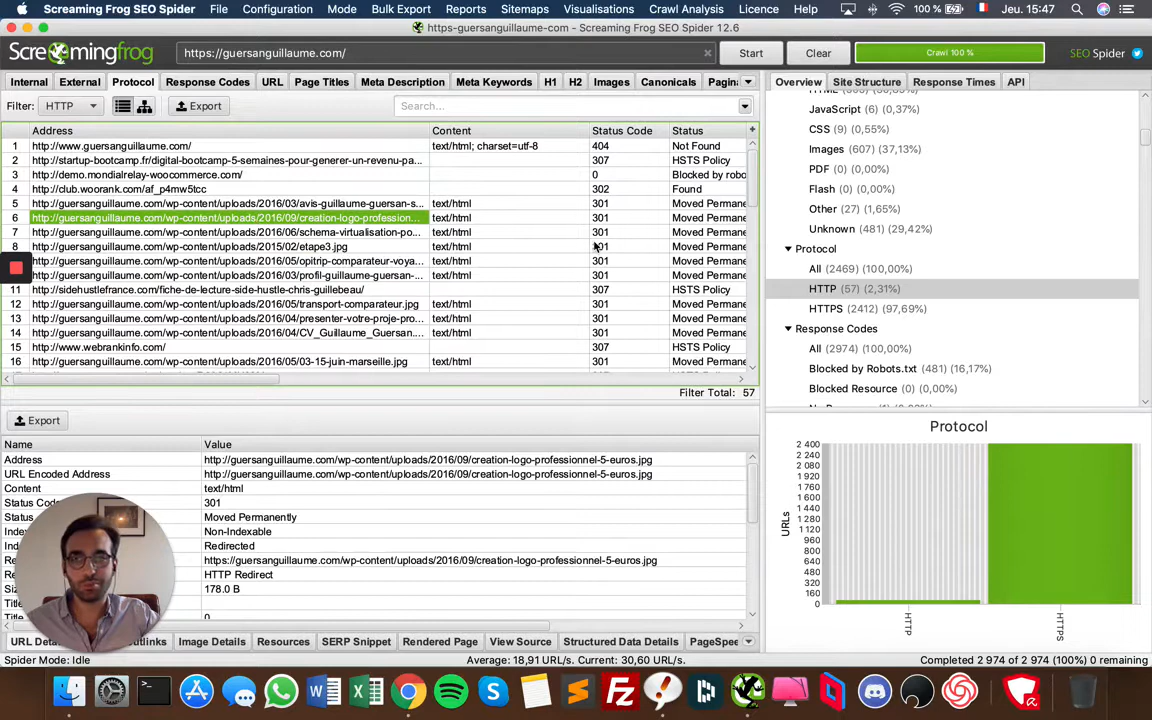 Screaming Frog SEO Spider File Configuration Mode Bulk Export Reports Sitemaps Visualisations Crawl Analysis Licence Help 100 % Jeu. 15:47
https-guersanguillaume-com – Screaming Frog SEO Spider 12.6
Screamingfrog https://guersanguillaume.com/ Start Clear Crawl 100 % SEO Spider
Internal External Protocol Response Codes URL Page Titles Meta Description Meta Keywords H1 H2 Images Canonicals
Overview Site Structure Response Times API
Filter: HTTP Export Search...
Address Content Status Code Status
1 http://www.guersanguillaume.com/ text/html; charset=utf-8 404 Not Found
2 http://startup-bootcamp.fr/digital-bootcamp-5-semaines-pour-generer-un-revenu-pa... 307 HSTS Policy
3 http://demo.mondialrelay-woocommerce.com/ 0 Blocked by robo
4 http://club.woorank.com/af_p4mw5tcc 302 Found
5 http://guersanguillaume.com/wp-content/uploads/2016/03/avis-guillaume-guersan-s... text/html 301 Moved Permane
6 http://guersanguillaume.com/wp-content/uploads/2016/09/creation-logo-profession... text/html 301 Moved Permane
7 http://guersanguillaume.com/wp-content/uploads/2016/06/schema-virtualisation-po... text/html 301 Moved Permane
8 http://guersanguillaume.com/wp-content/uploads/2015/02/etape3.jpg text/html 301 Moved Permane
http://guersanguillaume.com/wp-content/uploads/2016/05/opitrip-comparateur-voya... text/html 301 Moved Permane
http://guersanguillaume.com/wp-content/uploads/2016/03/profil-guillaume-guersan-... text/html 301 Moved Permane
11 http://sidehustlefrance.com/fiche-de-lecture-side-hustle-chris-guillebeau/ 307 HSTS Policy
12 http://guersanguillaume.com/wp-content/uploads/2016/05/transport-comparateur.jpg text/html 301 Moved Permane
13 http://guersanguillaume.com/wp-content/uploads/2016/04/presenter-votre-proje-pro... text/html 301 Moved Permane
14 http://guersanguillaume.com/wp-content/uploads/2016/04/CV_Guillaume_Guersan.... text/html 301 Moved Permane
15 http://www.webrankinfo.com/ 307 HSTS Policy
16 http://guersanguillaume.com/wp-content/uploads/2016/05/03-15-juin-marseille.jpg text/html 301 Moved Permane
Filter Total: 57
JavaScript (6) (0,37%)
CSS (9) (0,55%)
Images (607) (37,13%)
PDF (0) (0,00%)
Flash (0) (0,00%)
Other (27) (1,65%)
Unknown (481) (29,42%)
Protocol
All (2469) (100,00%)
HTTP (57) (2,31%)
HTTPS (2412) (97,69%)
Response Codes
All (2974) (100,00%)
Blocked by Robots.txt (481) (16,17%)
Blocked Resource (0) (0,00%)
Export
Name Value
Address http://guersanguillaume.com/wp-content/uploads/2016/09/creation-logo-professionnel-5-euros.jpg
URL Encoded Address http://guersanguillaume.com/wp-content/uploads/2016/09/creation-logo-professionnel-5-euros.jpg
Content text/html
Status Code 301
Status Moved Permanently
Non-Indexable
Redirected
https://guersanguillaume.com/wp-content/uploads/2016/09/creation-logo-professionnel-5-euros.jpg
HTTP Redirect
178.0 B
0
Protocol
URLs
2 400
2 240
2 080
1 920
1 760
1 600
1 440
1 280
1 120
960
800
640
480
320
160
0
HTTP
HTTPS
Image Details Resources SERP Snippet Rendered Page View Source Structured Data Details PageSpee
Spider Mode: Idle Average: 18,91 URL/s. Current: 30,60 URL/s. Completed 2 974 of 2 974 (100%) 0 remaining